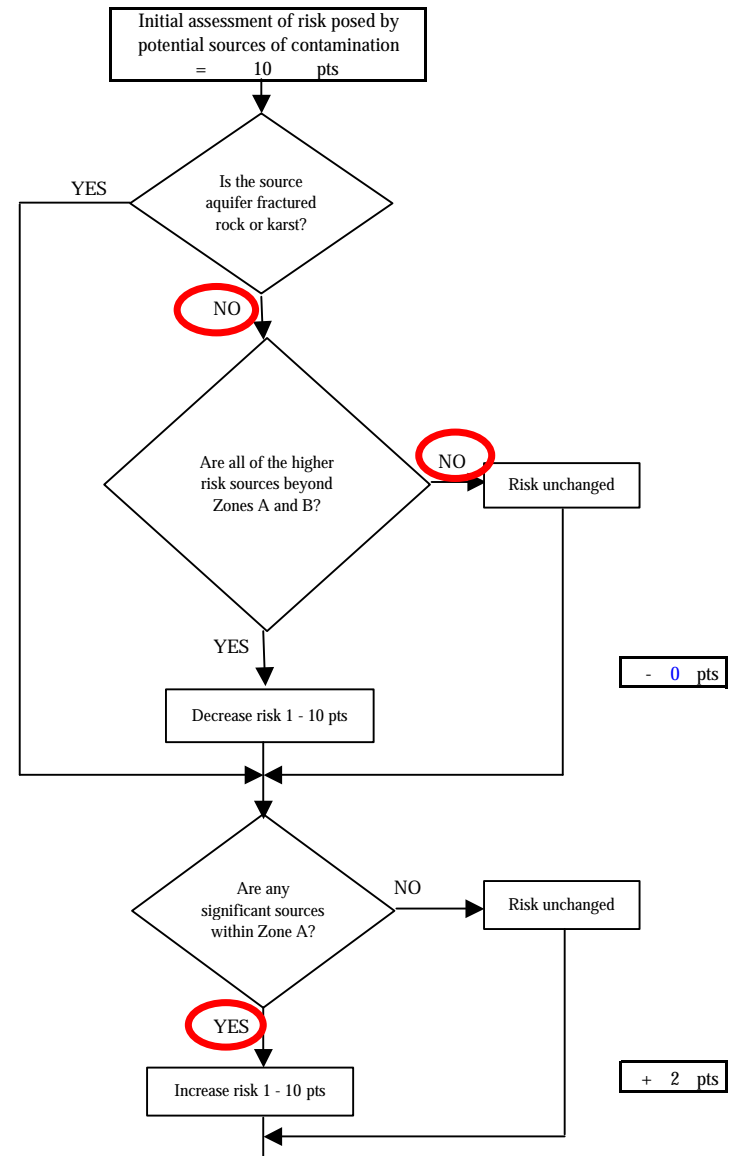 Initial assessment of risk posed by
potential sources of contamination
= 10 pts
YES
Is the source
aquifer fractured
rock or karst?
NO
Are all of the higher
risk sources beyond
Zones A and B?
NO
Risk unchanged
YES
- 0 pts
Decrease risk 1 - 10 pts
Are any
significant sources
within Zone A?
NO
Risk unchanged
YES
Increase risk 1 - 10 pts
+ 2 pts